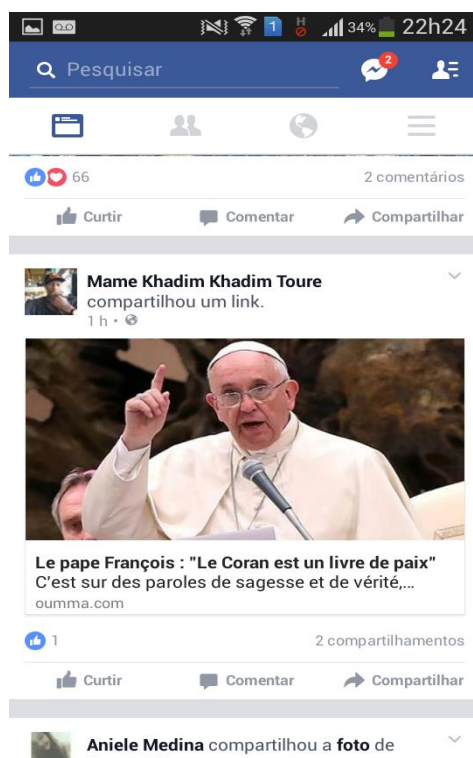 1 H 34% 22h24
Pesquisar 2
66 2 comentários
Curtir Comentar Compartilhar
Mame Khadim Khadim Toure
compartilhou um link.
1 h •
Le pape François : "Le Coran est un livre de paix"
C'est sur des paroles de sagesse et de vérité,...
oumma.com
1 2 compartilhamentos
Curtir Comentar Compartilhar
Aniele Medina compartilhou a foto de